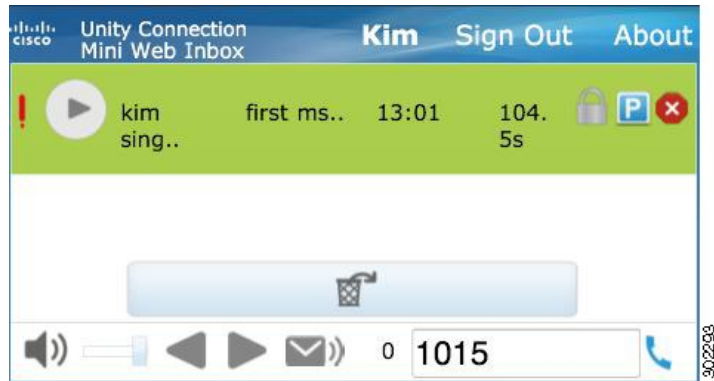 CISCO
Unity Connection
Mini Web Inbox
Kim Sign Out About
! kim first ms.. 13:01 104. P
sing.. 5s
0 1015
302293